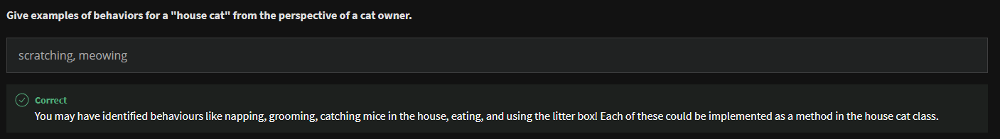 Give examples of behaviors for a "house cat" from the perspective of a cat owner.
scratching, meowing
Correct
You may have identified behaviours like napping, grooming, catching mice in the house, eating, and using the litter box! Each of these could be implemented as a method in the house cat class.